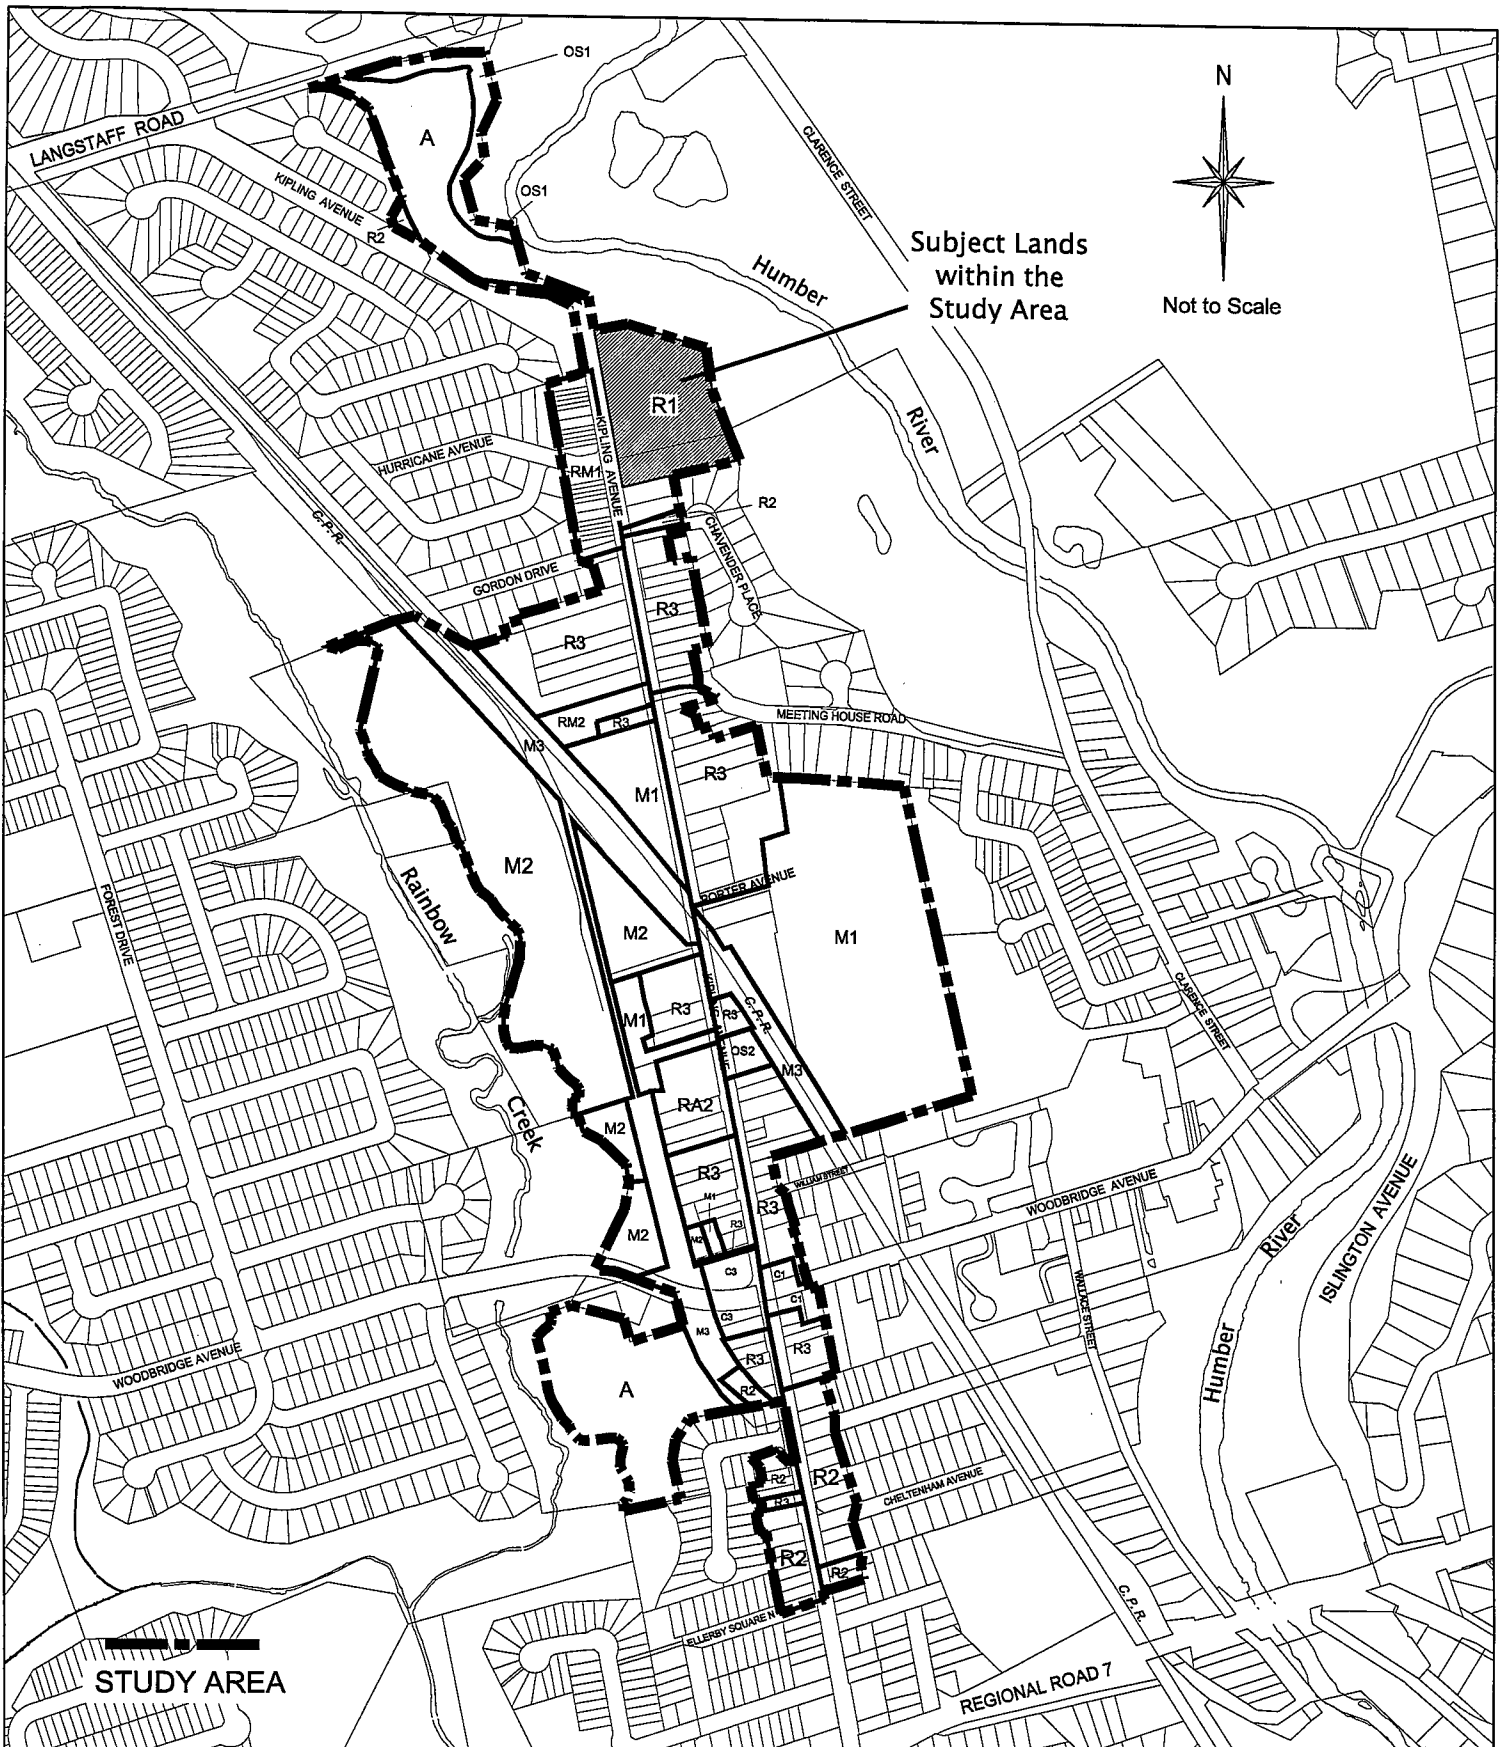 OS1
N
A
LANGSTAFF ROAD
CLARENCE STREET
KIPLING AVENUE
OS1
R2
Subject Lands
within the
Study Area
Humber
Not to Scale
R1
River
KIPLING AVENUE
HURRICANE AVENUE
RM1
R2
C.P.R.
CHAVENDER PLACE
GORDON DRIVE
R3
R3
RM2
R3
MEETING HOUSE ROAD
M3
R3
M1
M2
PORTER AVENUE
Rainbow
FOREST DRIVE
M2
M1
KIPLING AVENUE
CLARENCE STREET
R3
R3
C.P.R.
M1
OS2
M3
RA2
Creek
M2
R3
WILLIAM STREET
WOODBRIDGE AVENUE
M1
R3
R3
M2
M2
River
ISLINGTON AVENUE
C3
C1
C1
C3
M3
WALLACE STREET
R3
R3
WOODBRIDGE AVENUE
Humber
A
R2
R2
R2
CHELTENHAM AVENUE
R3
R2
R2
C.P.R.
ELLERBY SQUARE N
STUDY AREA
REGIONAL ROAD 7